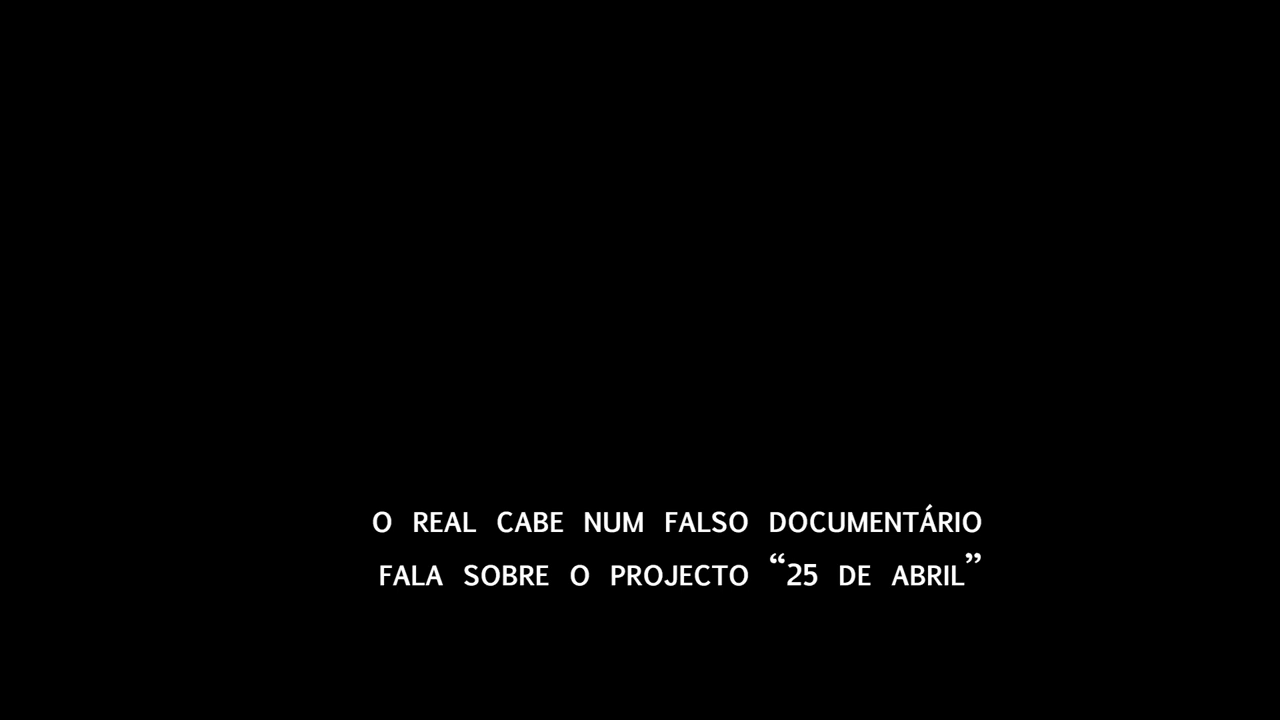 O REAL CABE NUM FALSO DOCUMENTÁRIO
FALA SOBRE O PROJECTO “25 DE ABRIL”